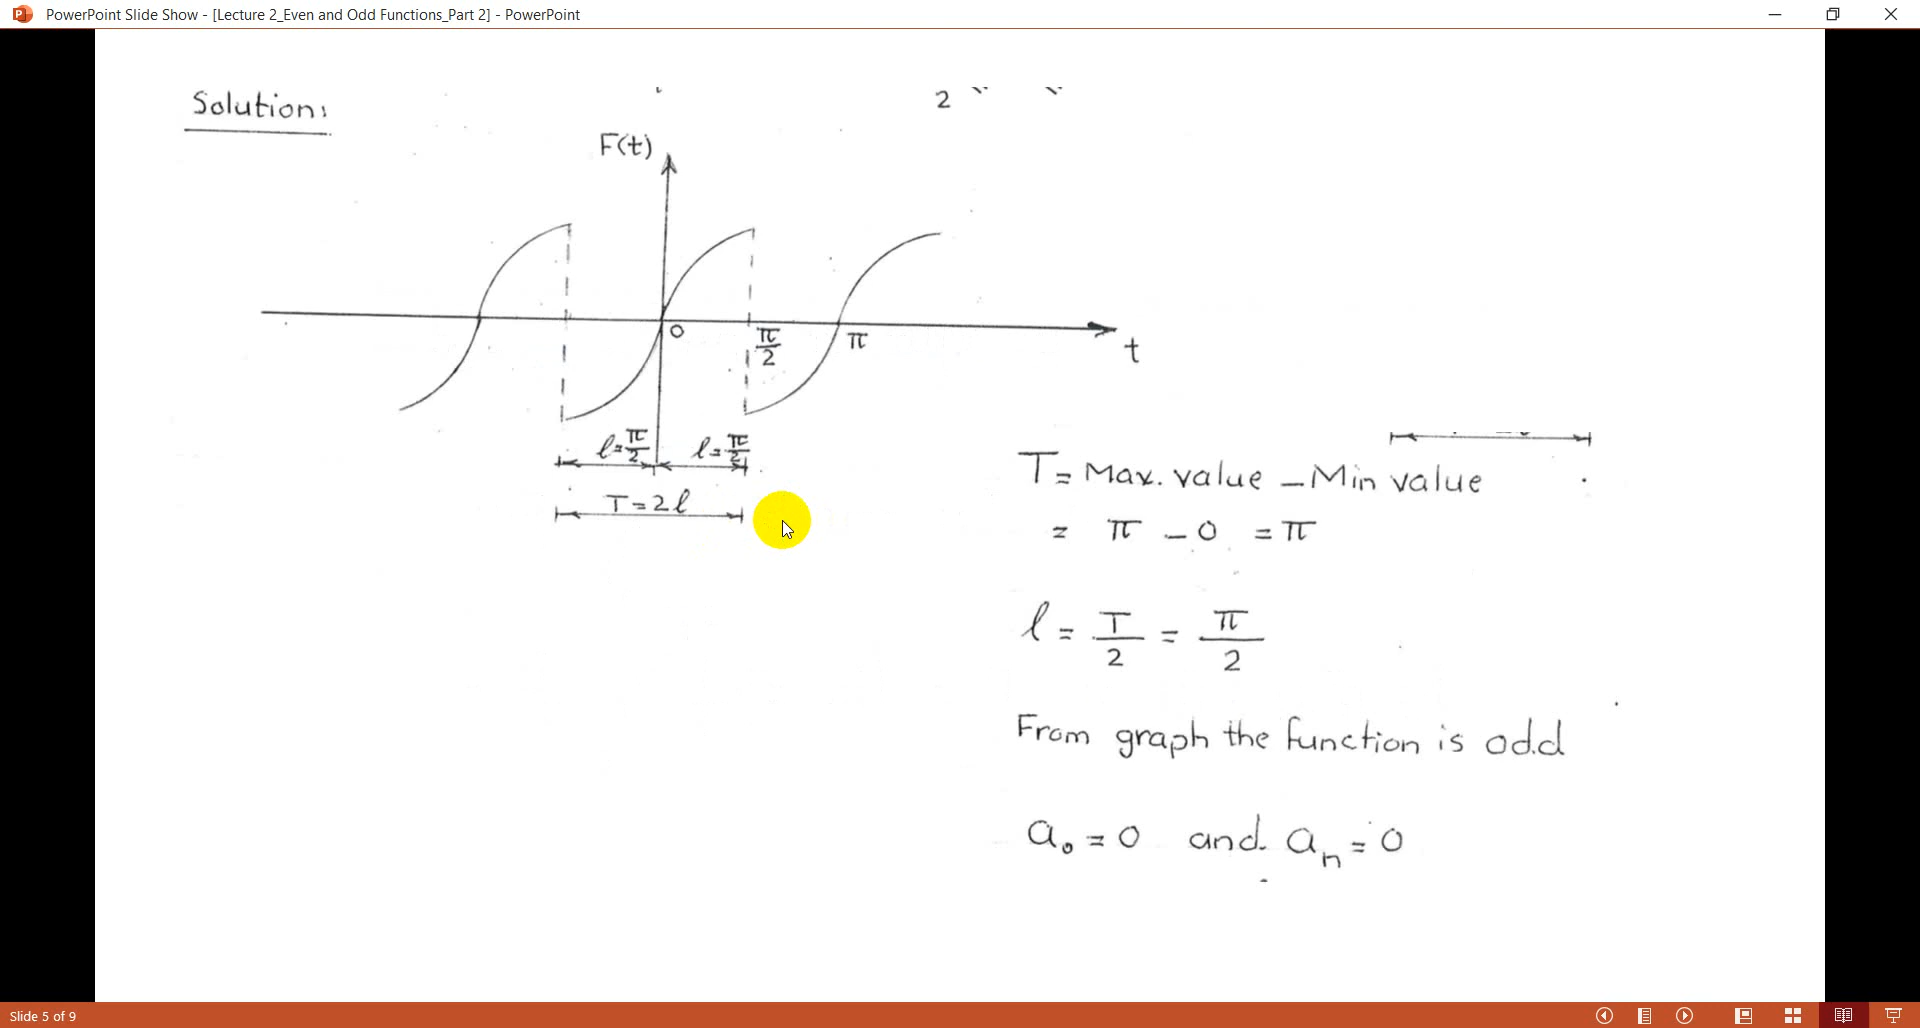 PowerPoint Slide Show - [Lecture 2_Even and Odd Functions_Part 2] - PowerPoint
Solution:
2
F(t)
0
π/2
π
t
l=π/2
l=π/2
T=2l
T= Max. value - Min value
= π - 0 = π
l = T/2 = π/2
From graph the function is odd
a₀ = 0 and aₙ = 0
Slide 5 of 9